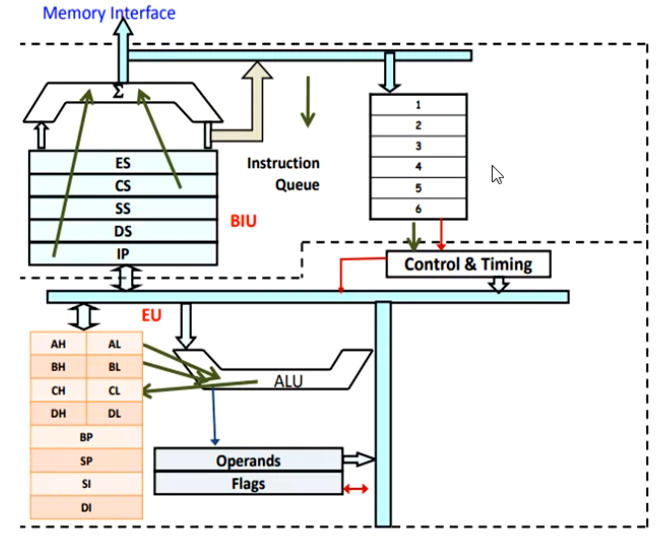 Memory Interface
Σ
1
2
3
4
5
6
Instruction
Queue
ES
CS
SS
DS
IP
BIU
Control & Timing
EU
AH AL
BH BL
CH CL
DH DL
BP
SP
SI
DI
ALU
Operands
Flags